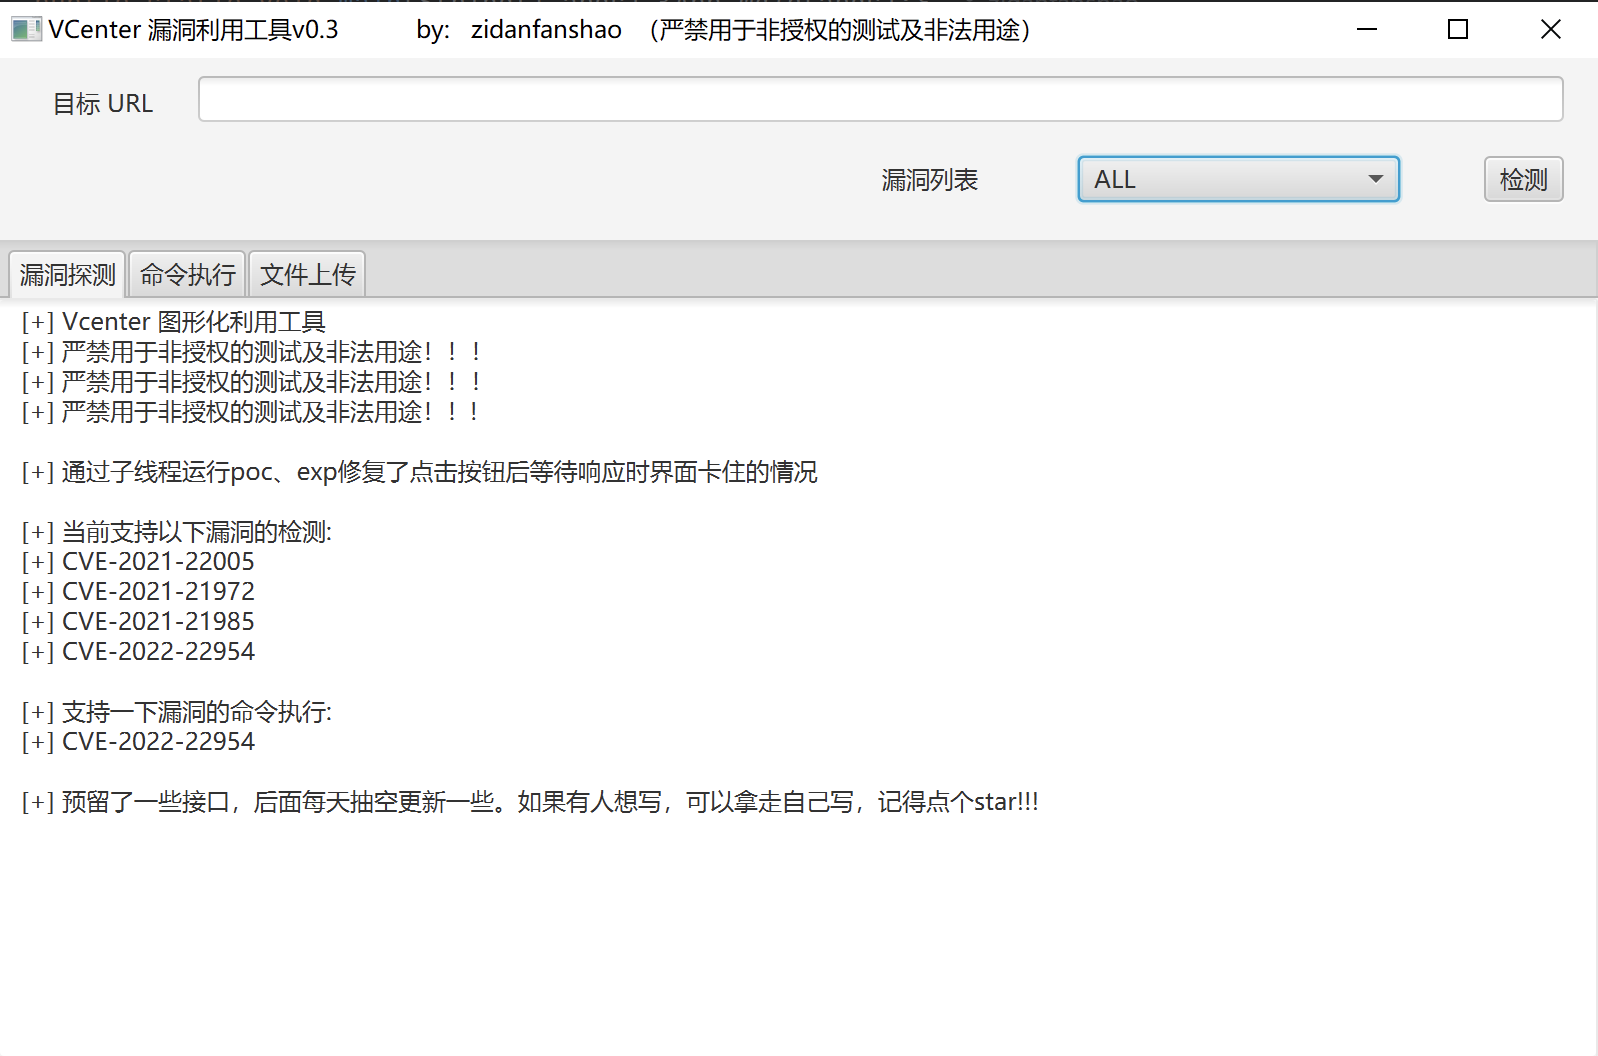 VCenter 漏洞利用工具v0.3 by: zidanfanshao （严禁用于非授权的测试及非法用途）
目标 URL
漏洞列表 ALL 检测
漏洞探测 命令执行 文件上传
[+] Vcenter 图形化利用工具
[+] 严禁用于非授权的测试及非法用途！！！
[+] 严禁用于非授权的测试及非法用途！！！
[+] 严禁用于非授权的测试及非法用途！！！
[+] 通过子线程运行poc、exp修复了点击按钮后等待响应时界面卡住的情况
[+] 当前支持以下漏洞的检测:
[+] CVE-2021-22005
[+] CVE-2021-21972
[+] CVE-2021-21985
[+] CVE-2022-22954
[+] 支持一下漏洞的命令执行:
[+] CVE-2022-22954
[+] 预留了一些接口，后面每天抽空更新一些。如果有人想写，可以拿走自己写，记得点个star!!!